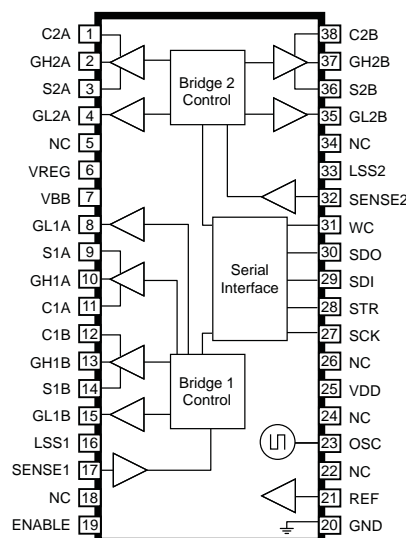 C2A 1
GH2A 2
S2A 3
GL2A 4
NC 5
VREG 6
VBB 7
GL1A 8
S1A 9
GH1A 10
C1A 11
C1B 12
GH1B 13
S1B 14
GL1B 15
LSS1 16
SENSE1 17
NC 18
ENABLE 19
Bridge 2
Control
Serial
Interface
Bridge 1
Control
38 C2B
37 GH2B
36 S2B
35 GL2B
34 NC
33 LSS2
32 SENSE2
31 WC
30 SDO
29 SDI
28 STR
27 SCK
26 NC
25 VDD
24 NC
23 OSC
22 NC
21 REF
20 GND